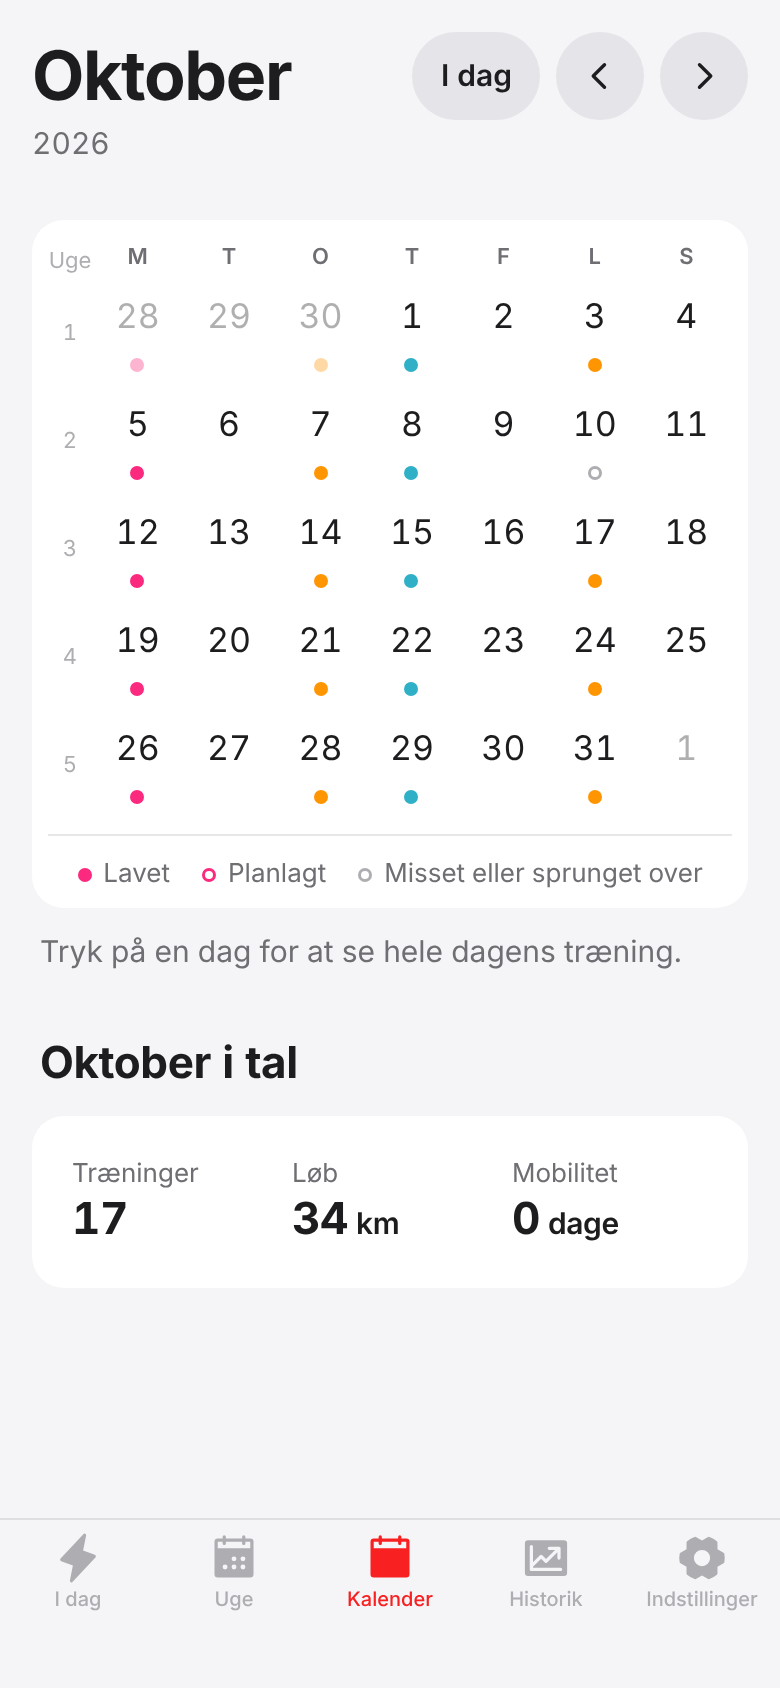 Oktober
I dag
2026
Uge M T O T F L S
1 28 29 30 1 2 3 4
2 5 6 7 8 9 10 11
3 12 13 14 15 16 17 18
4 19 20 21 22 23 24 25
5 26 27 28 29 30 31 1
Lavet Planlagt Misset eller sprunget over
Tryk på en dag for at se hele dagens træning.
Oktober i tal
Træninger Løb Mobilitet
17 34 km 0 dage
I dag Uge Kalender Historik Indstillinger